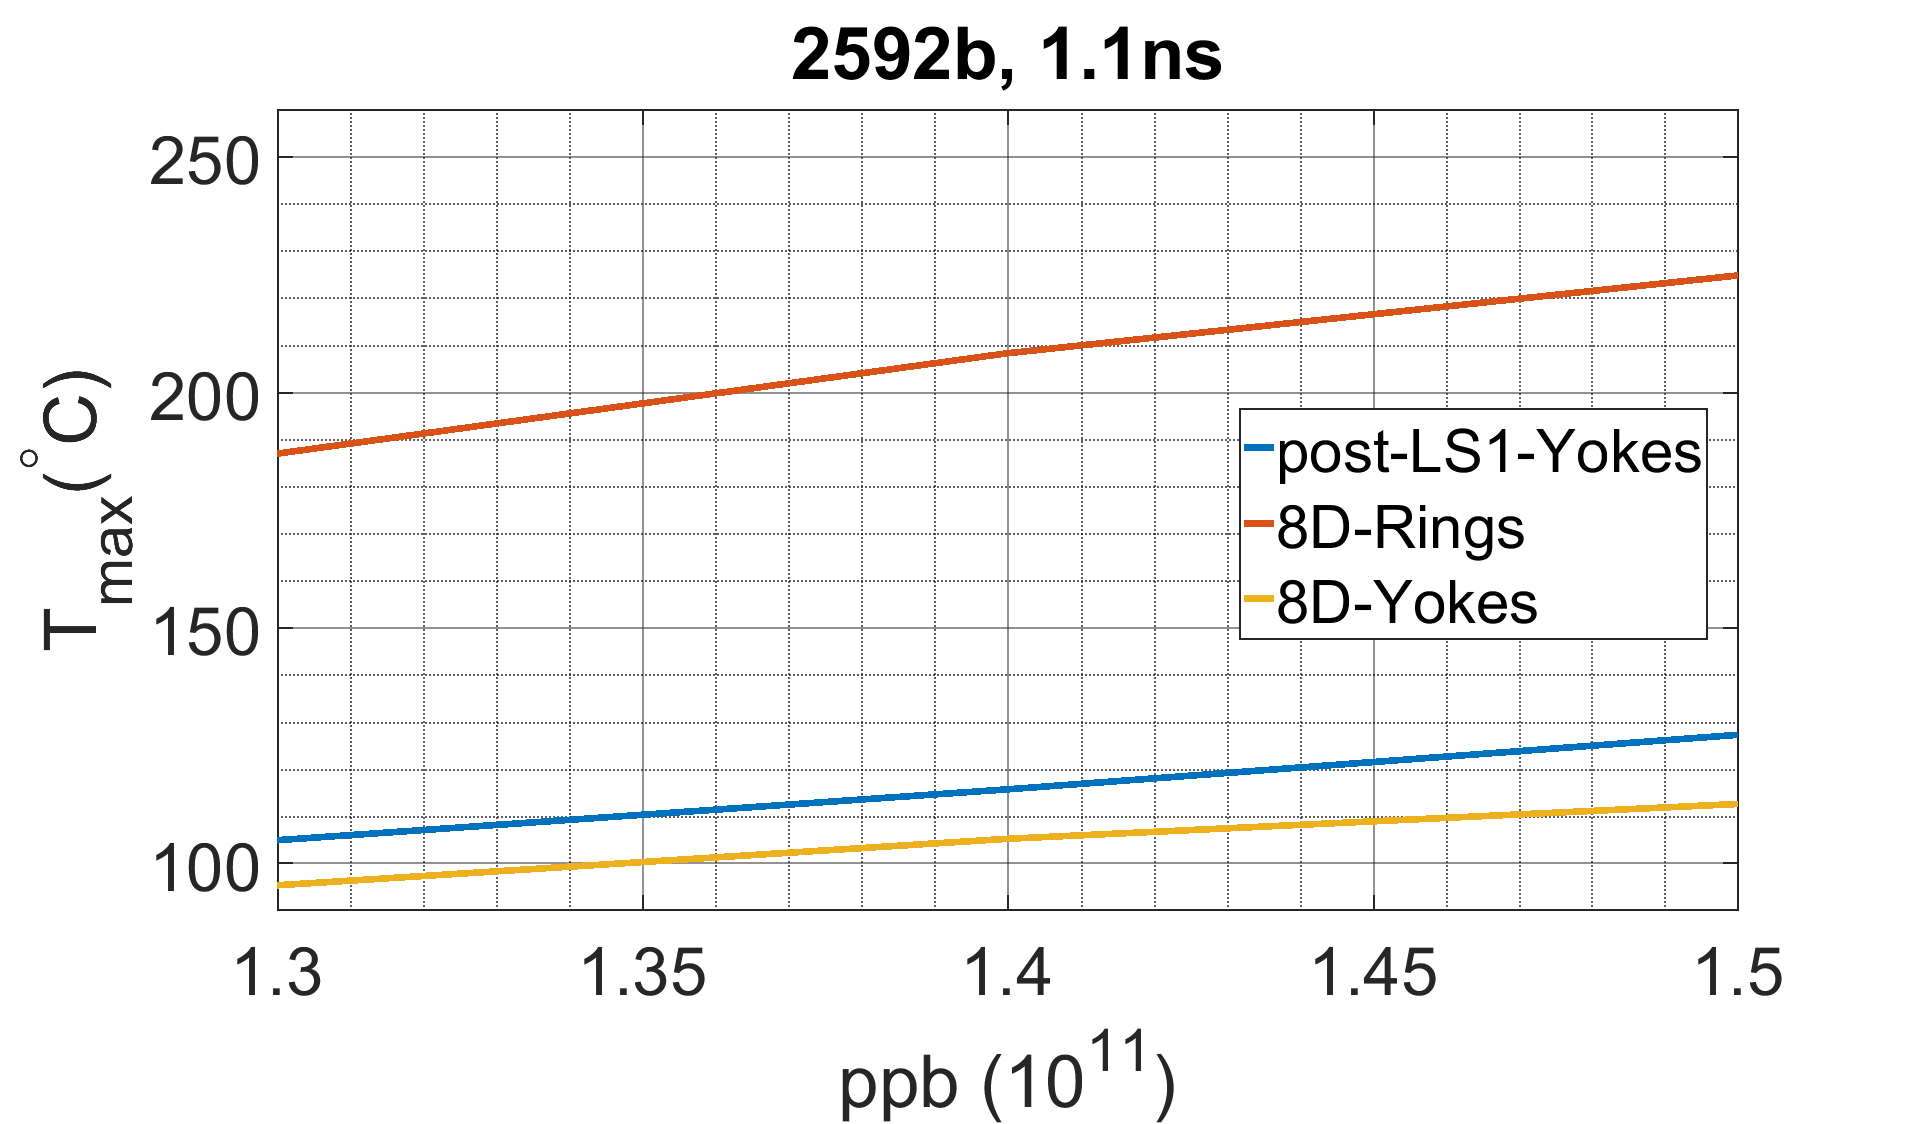 2592b, 1.1ns
250
200
150
100
T_max(°C)
post-LS1-Yokes
8D-Rings
8D-Yokes
1.3 1.35 1.4 1.45 1.5
ppb (10^11)